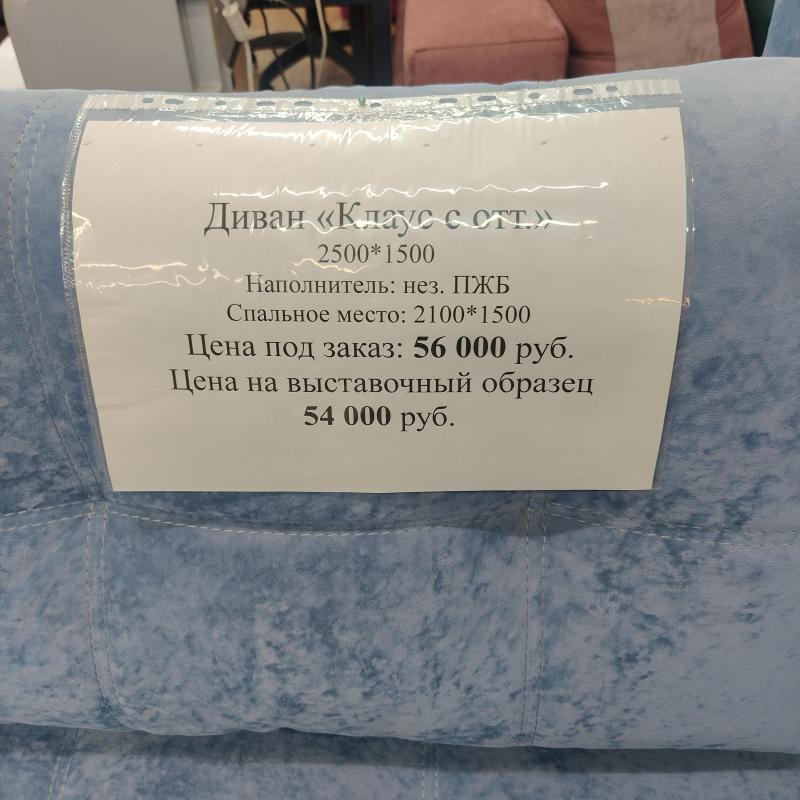 Диван «Клаус с отт.»
2500*1500
Наполнитель: нез. ПЖБ
Спальное место: 2100*1500
Цена под заказ: 56 000 руб.
Цена на выставочный образец
54 000 руб.